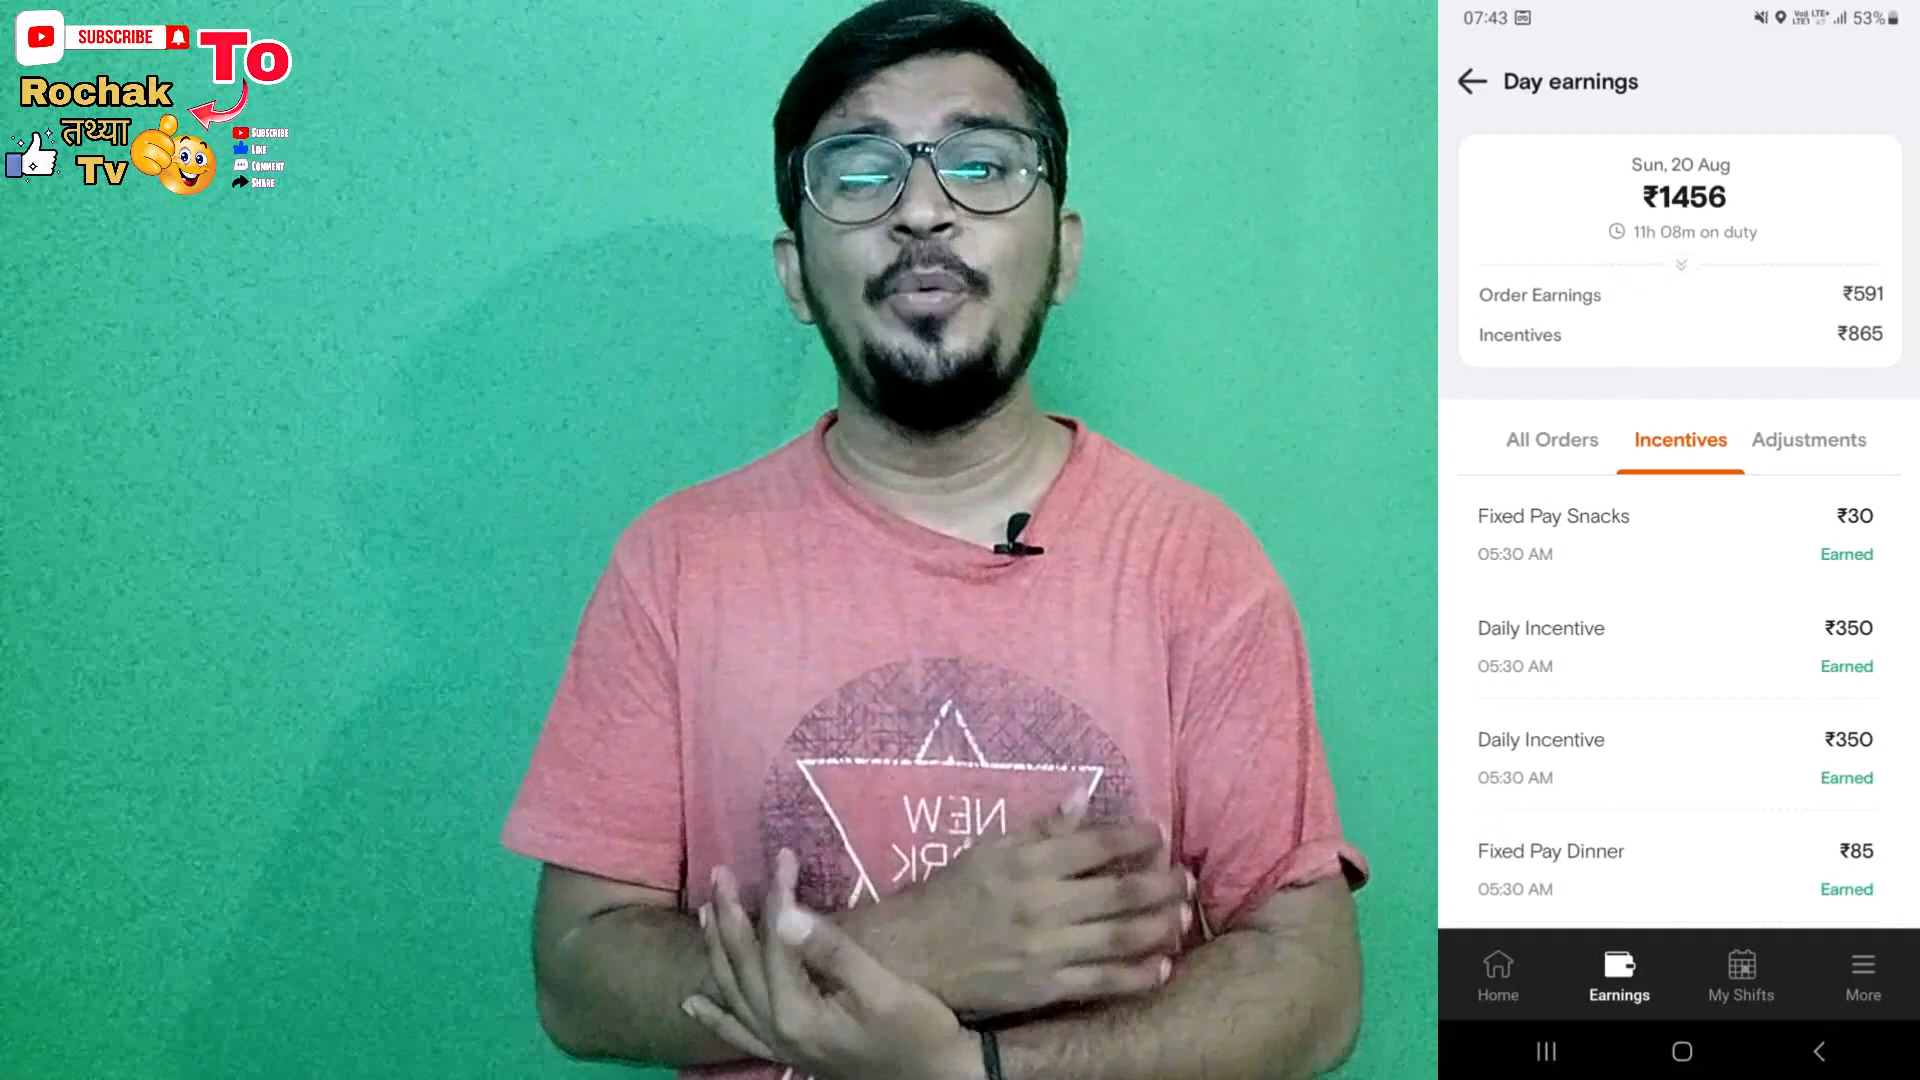 SUBSCRIBE
To
Rochak
तथ्या
Tv
SUBSCRIBE
LIKE
COMMENT
SHARE
NEW
07:43
53%
Day earnings
Sun, 20 Aug
₹1456
11h 08m on duty
Order Earnings ₹591
Incentives ₹865
All Orders Incentives Adjustments
Fixed Pay Snacks ₹30
05:30 AM Earned
Daily Incentive ₹350
05:30 AM Earned
Daily Incentive ₹350
05:30 AM Earned
Fixed Pay Dinner ₹85
05:30 AM Earned
Home Earnings My Shifts More